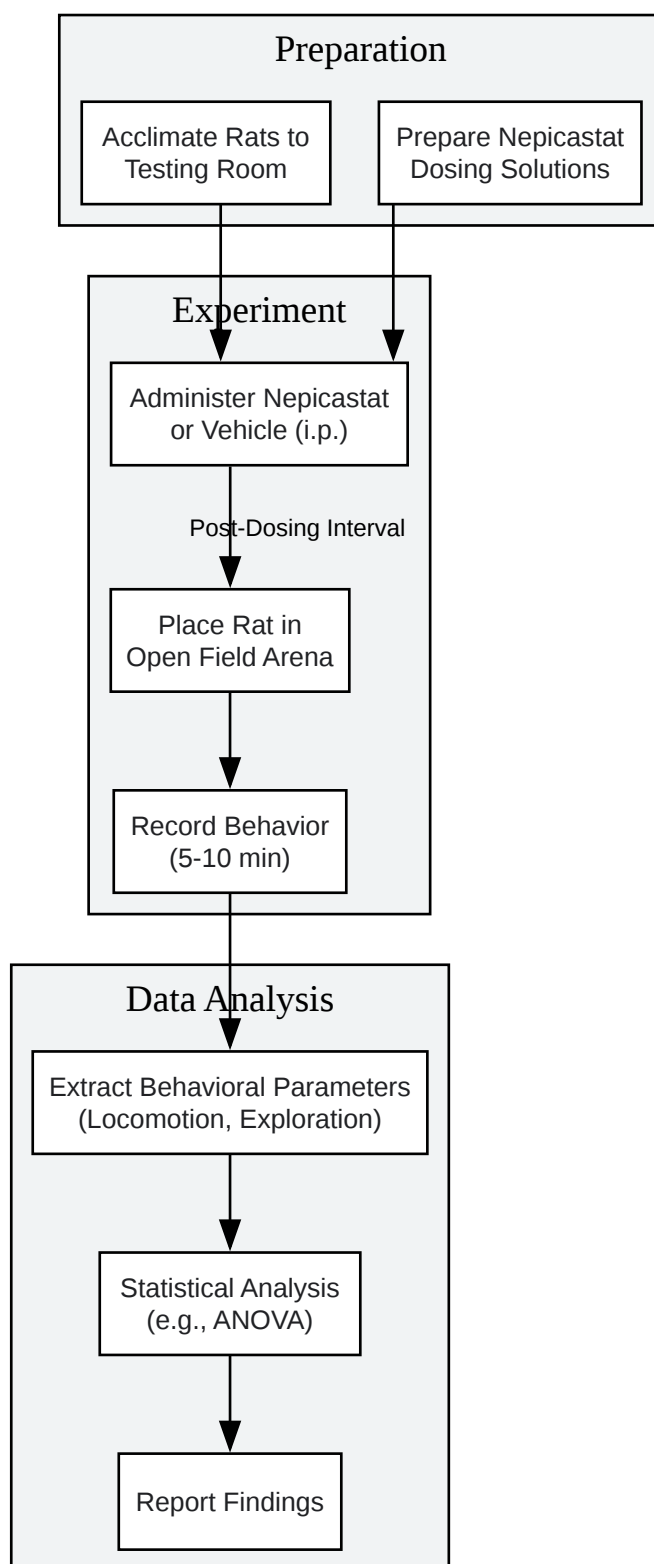 Preparation
Acclimate Rats to
Testing Room
Prepare Nepicastat
Dosing Solutions
Experiment
Administer Nepicastat
or Vehicle (i.p.)
Post-Dosing Interval
Place Rat in
Open Field Arena
Record Behavior
(5-10 min)
Data Analysis
Extract Behavioral Parameters
(Locomotion, Exploration)
Statistical Analysis
(e.g., ANOVA)
Report Findings